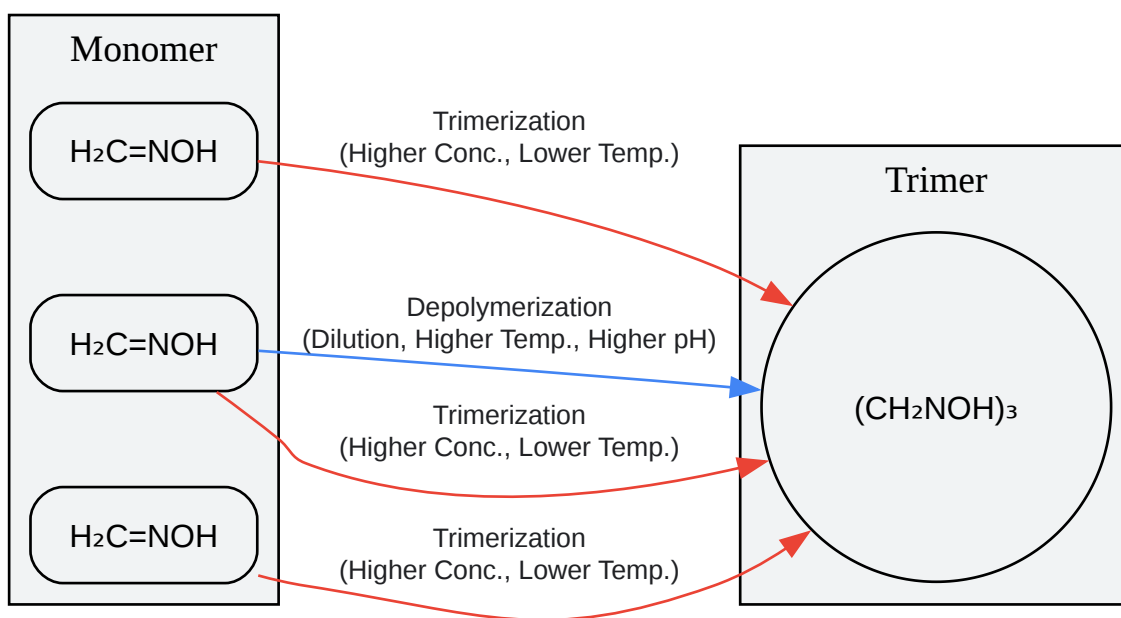 Monomer
H₂C=NOH
H₂C=NOH
H₂C=NOH
Trimerization
(Higher Conc., Lower Temp.)
Depolymerization
(Dilution, Higher Temp., Higher pH)
Trimerization
(Higher Conc., Lower Temp.)
Trimerization
(Higher Conc., Lower Temp.)
Trimer
(CH₂NOH)₃